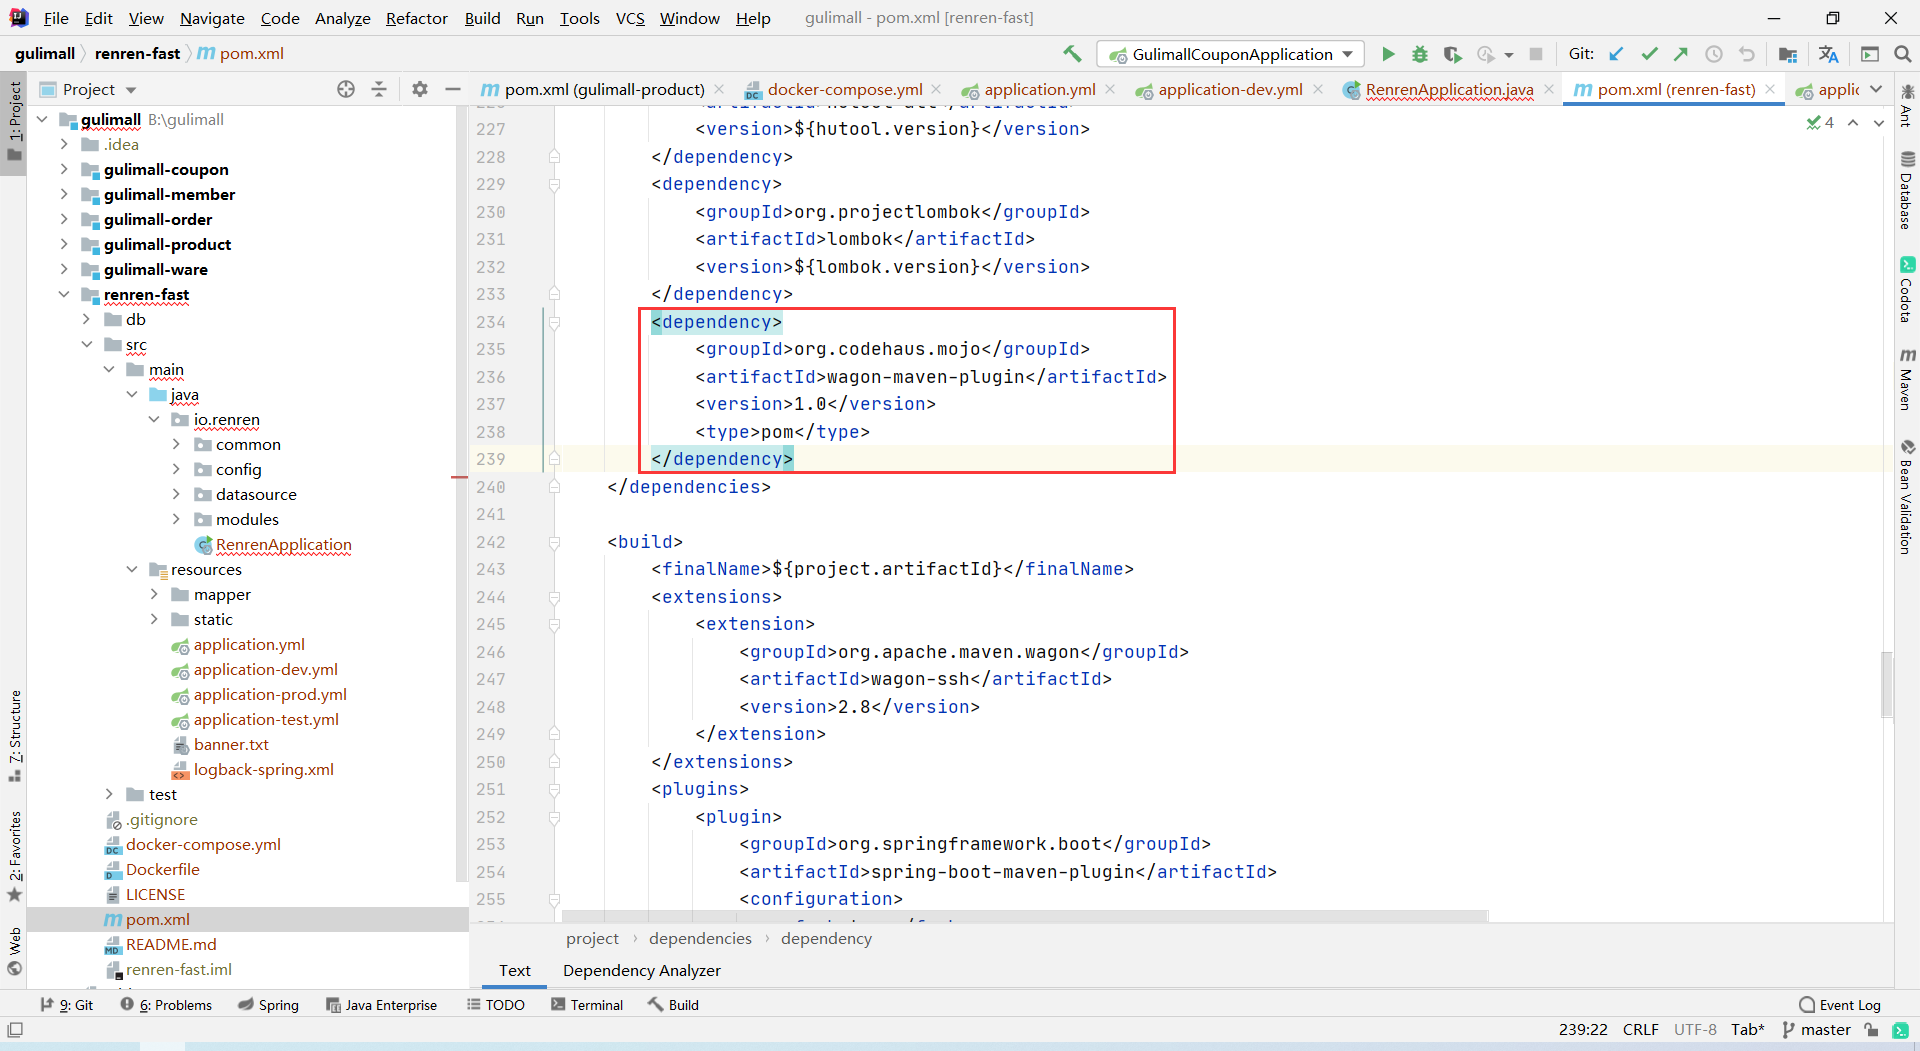 File Edit View Navigate Code Analyze Refactor Build Run Tools VCS Window Help gulimall - pom.xml [renren-fast]
gulimall renren-fast m pom.xml GulimallCouponApplication Git:
Project
m pom.xml (gulimall-product) docker-compose.yml application.yml application-dev.yml RenrenApplication.java m pom.xml (renren-fast) applic
1: Project
7: Structure
2: Favorites
Web
gulimall B:\gulimall
.idea
gulimall-coupon
gulimall-member
gulimall-order
gulimall-product
gulimall-ware
renren-fast
db
src
main
java
io.renren
common
config
datasource
modules
RenrenApplication
resources
mapper
static
application.yml
application-dev.yml
application-prod.yml
application-test.yml
banner.txt
logback-spring.xml
test
.gitignore
docker-compose.yml
Dockerfile
LICENSE
pom.xml
README.md
renren-fast.iml
4
227 <version>${hutool.version}</version>
228 </dependency>
229 <dependency>
230 <groupId>org.projectlombok</groupId>
231 <artifactId>lombok</artifactId>
232 <version>${lombok.version}</version>
233 </dependency>
234 <dependency>
235 <groupId>org.codehaus.mojo</groupId>
236 <artifactId>wagon-maven-plugin</artifactId>
237 <version>1.0</version>
238 <type>pom</type>
239 </dependency>
240 </dependencies>
241
242 <build>
243 <finalName>${project.artifactId}</finalName>
244 <extensions>
245 <extension>
246 <groupId>org.apache.maven.wagon</groupId>
247 <artifactId>wagon-ssh</artifactId>
248 <version>2.8</version>
249 </extension>
250 </extensions>
251 <plugins>
252 <plugin>
253 <groupId>org.springframework.boot</groupId>
254 <artifactId>spring-boot-maven-plugin</artifactId>
255 <configuration>
project › dependencies › dependency
Text Dependency Analyzer
Ant
Database
Codota
Maven
Bean Validation
9: Git 6: Problems Spring Java Enterprise TODO Terminal Build Event Log
239:22 CRLF UTF-8 Tab* master